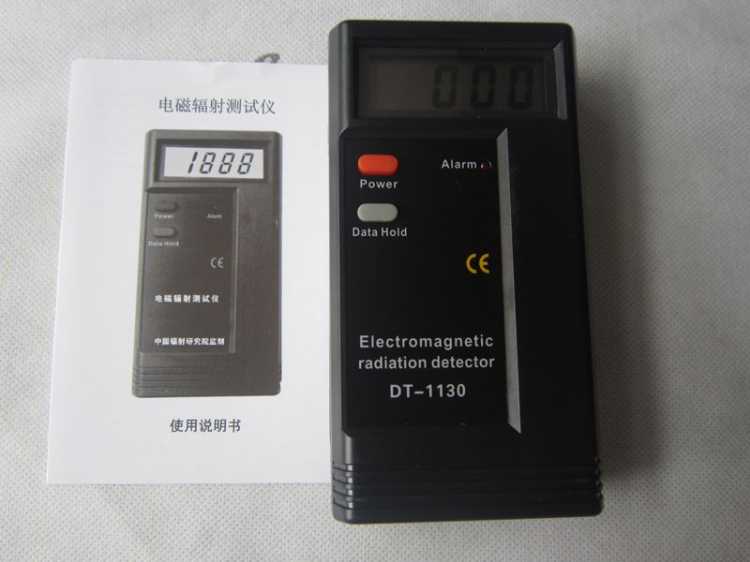 电磁辐射测试仪
1888
Power
Alarm
Data Hold
CE
电磁辐射测试仪
中国辐射研究院监制
使用说明书
000
Power
Alarm
Data Hold
CE
Electromagnetic
radiation detector
DT-1130